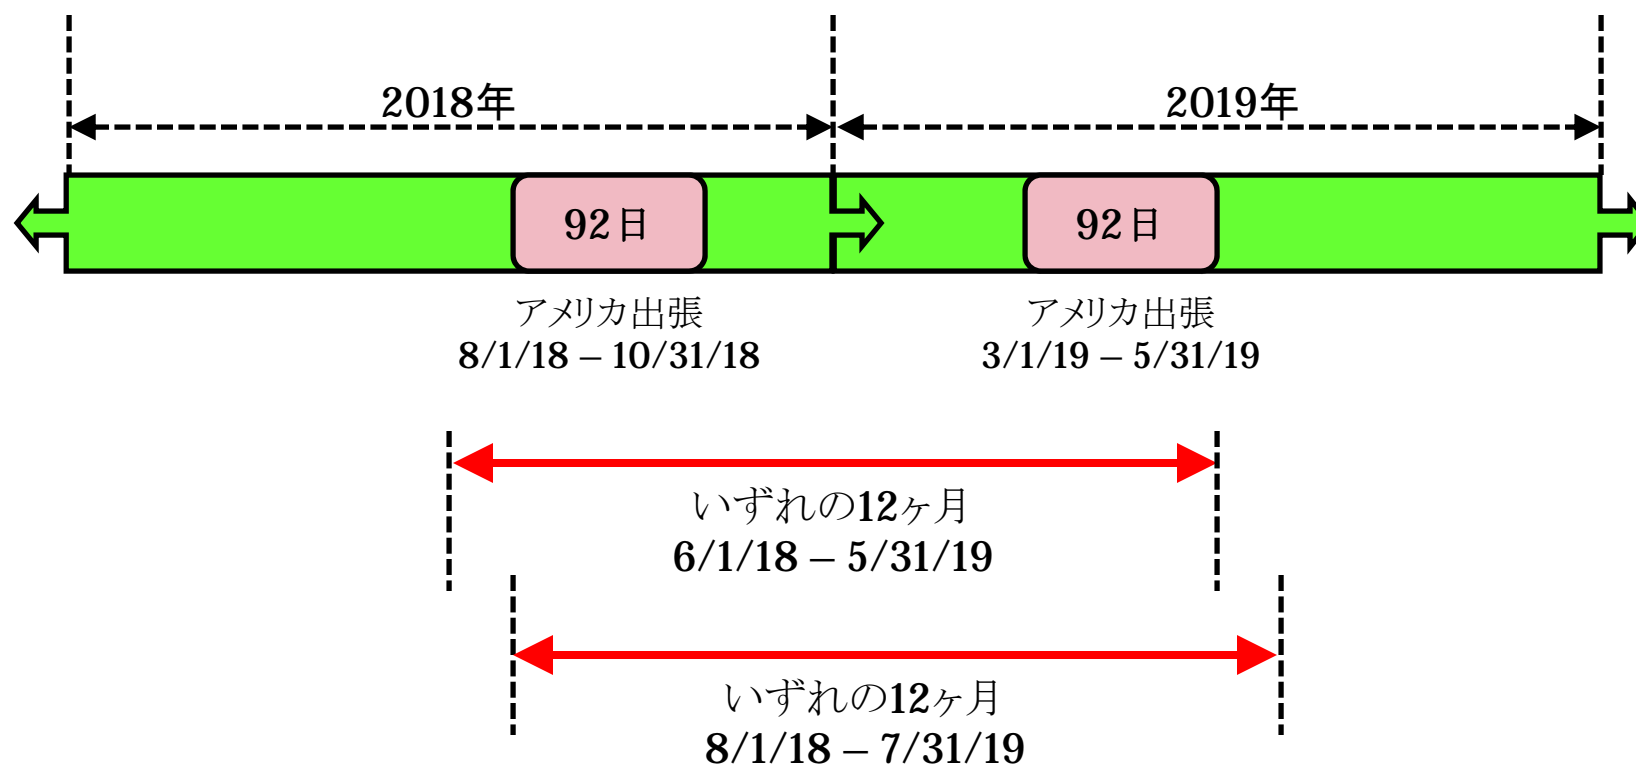 2018年
2019年
92日
92日
アメリカ出張
8/1/18 – 10/31/18
アメリカ出張
3/1/19 – 5/31/19
いずれの12ヶ月
6/1/18 – 5/31/19
いずれの12ヶ月
8/1/18 – 7/31/19